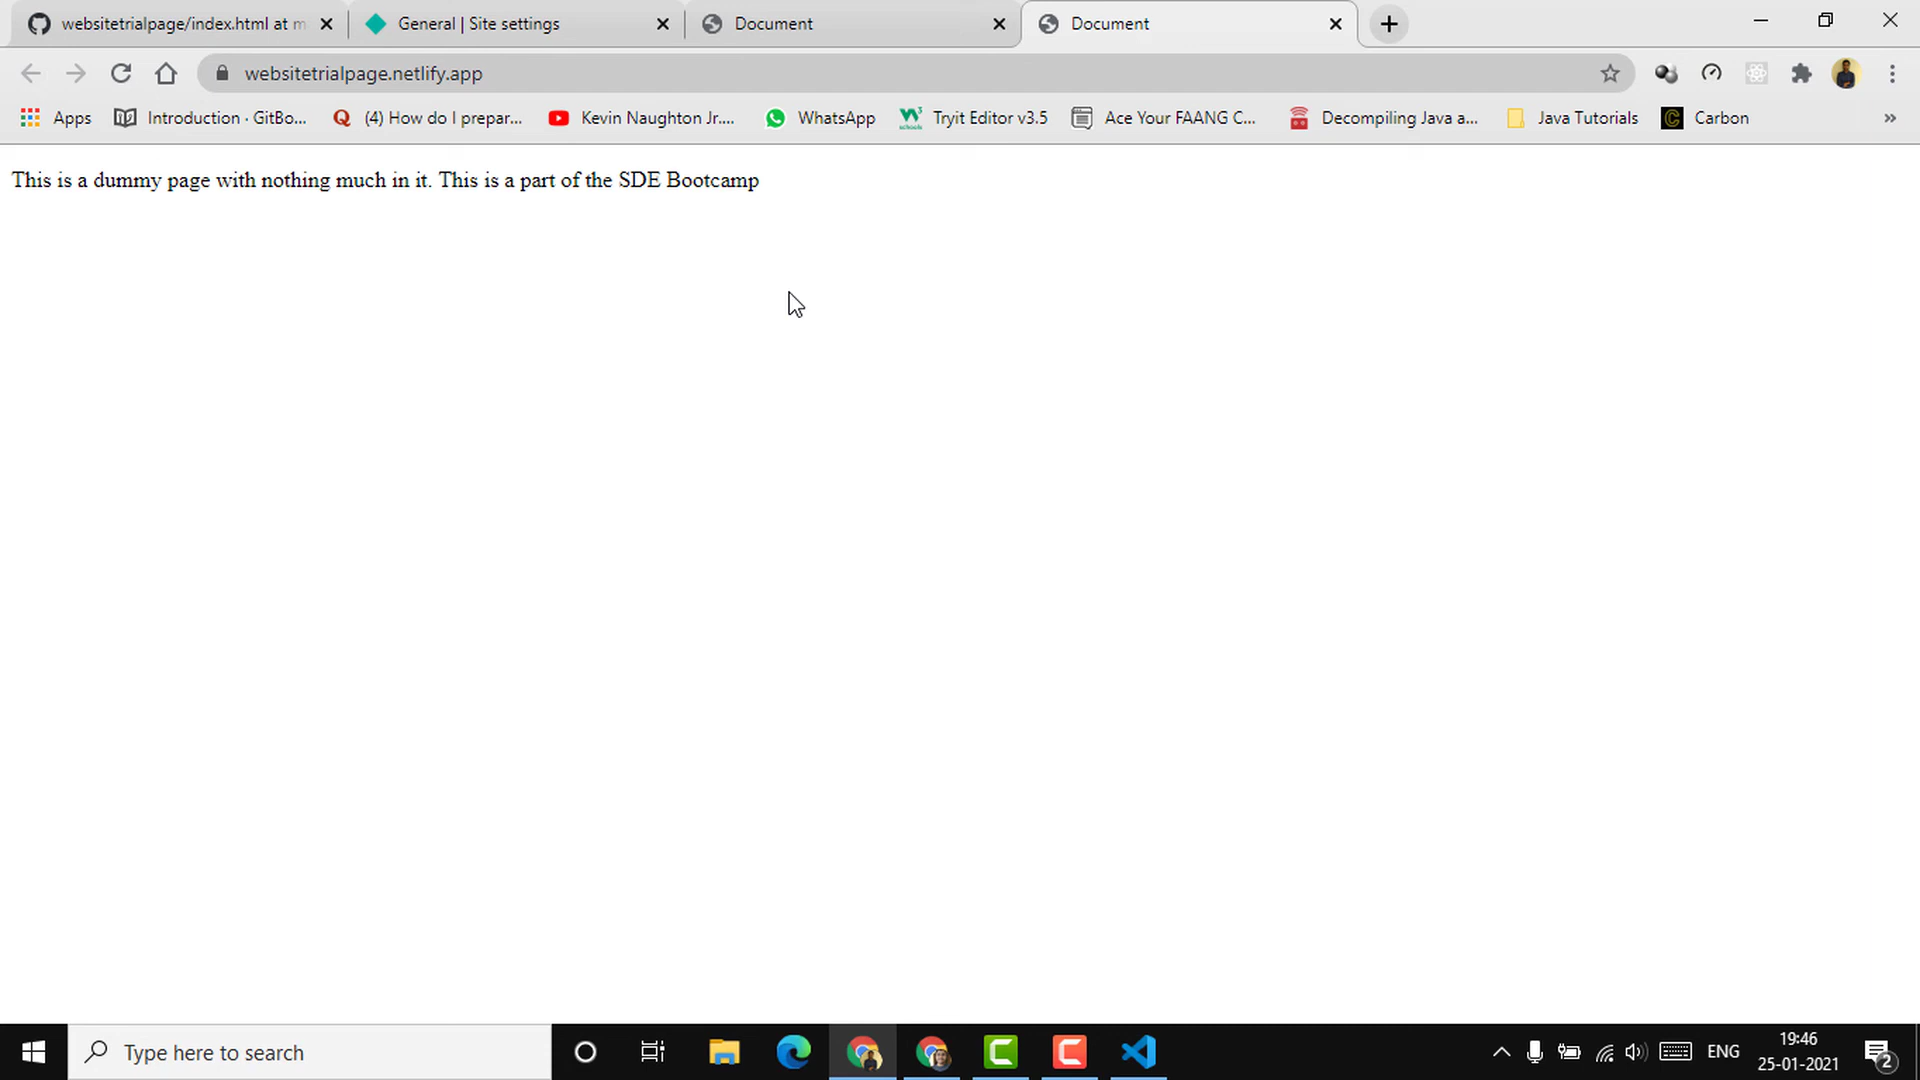 websitetrialpage/index.html at m
General | Site settings
Document
Document
websitetrialpage.netlify.app
Apps
Introduction · GitBo...
(4) How do I prepar...
Kevin Naughton Jr....
WhatsApp
Tryit Editor v3.5
Ace Your FAANG C...
Decompiling Java a...
Java Tutorials
Carbon
»
This is a dummy page with nothing much in it. This is a part of the SDE Bootcamp
Type here to search
ENG
19:46
25-01-2021
2